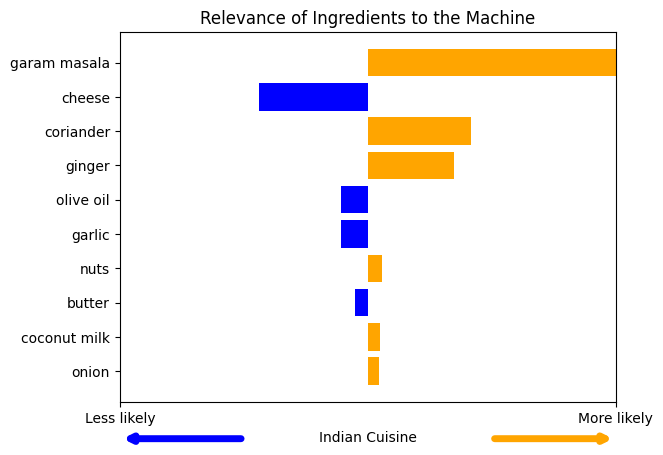 Relevance of Ingredients to the Machine
garam masala
cheese
coriander
ginger
olive oil
garlic
nuts
butter
coconut milk
onion
Less likely
More likely
Indian Cuisine